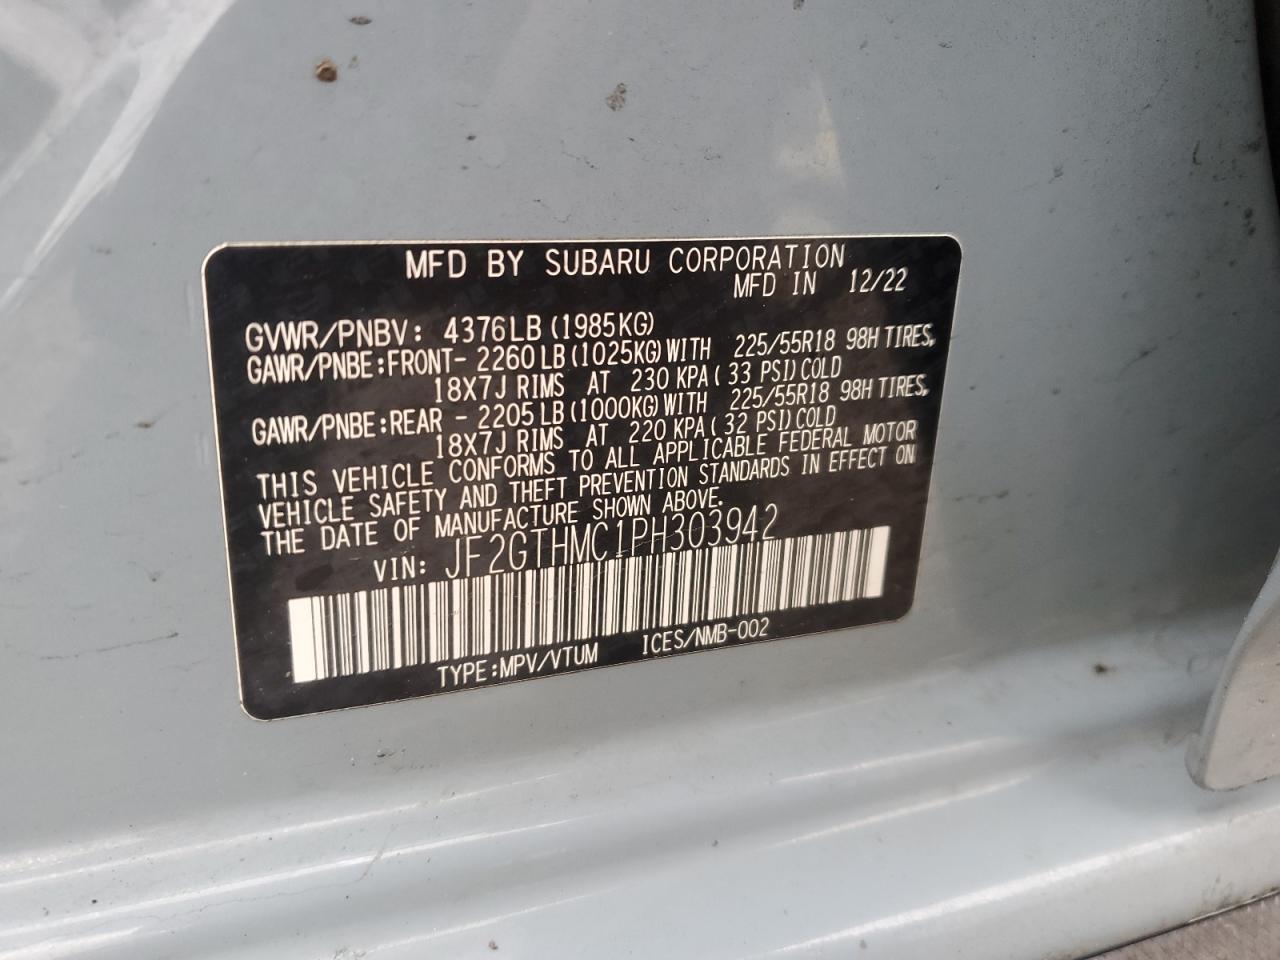 MFD BY SUBARU CORPORATION
MFD IN 12/22
GVWR/PNBV: 4376LB (1985KG)
GAWR/PNBE:FRONT- 2260LB (1025KG) WITH 225/55R18 98H TIRES,
18X7J RIMS AT 230 KPA ( 33 PSI) COLD
GAWR/PNBE:REAR - 2205LB (1000KG) WITH 225/55R18 98H TIRES,
18X7J RIMS AT 220 KPA ( 32 PSI) COLD
THIS VEHICLE CONFORMS TO ALL APPLICABLE FEDERAL MOTOR
VEHICLE SAFETY AND THEFT PREVENTION STANDARDS IN EFFECT ON
THE DATE OF MANUFACTURE SHOWN ABOVE.
VIN: JF2GTHMC1PH303942
TYPE:MPV/VTUM ICES/NMB-002